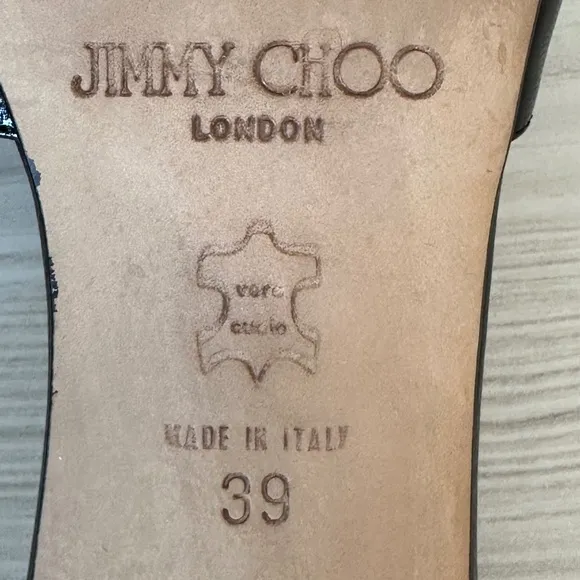 JIMMY CHOO
LONDON
vero
cuoio
MADE IN ITALY
39